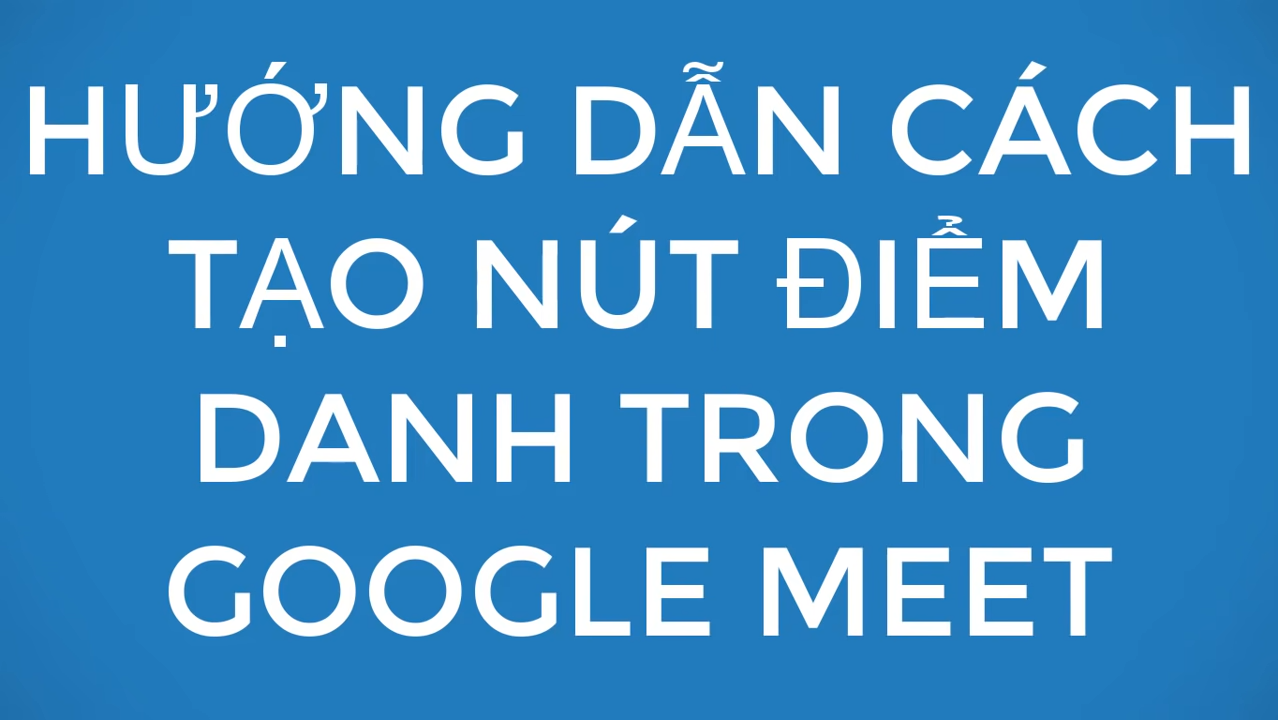 HƯỚNG DẪN CÁCH
TẠO NÚT ĐIỂM
DANH TRONG
GOOGLE MEET